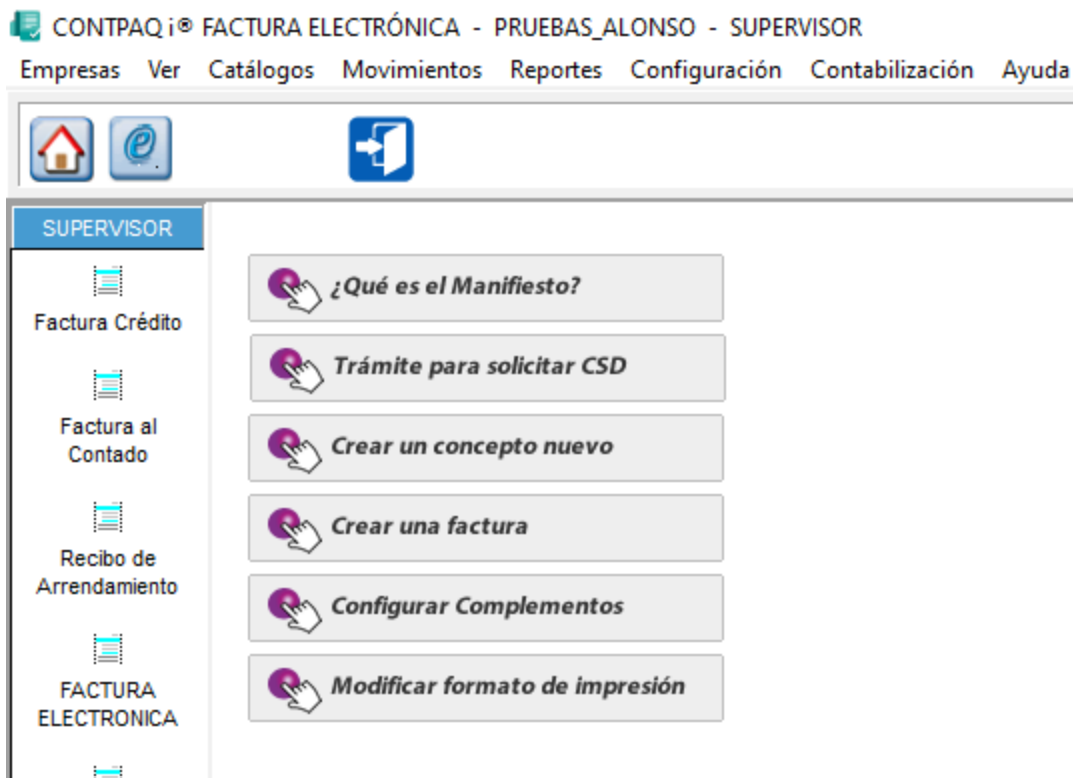 CONTPAQ i® FACTURA ELECTRÓNICA - PRUEBAS_ALONSO - SUPERVISOR
Empresas Ver Catálogos Movimientos Reportes Configuración Contabilización Ayuda
SUPERVISOR
Factura Crédito
Factura al
Contado
Recibo de
Arrendamiento
FACTURA
ELECTRONICA
¿Qué es el Manifiesto?
Trámite para solicitar CSD
Crear un concepto nuevo
Crear una factura
Configurar Complementos
Modificar formato de impresión